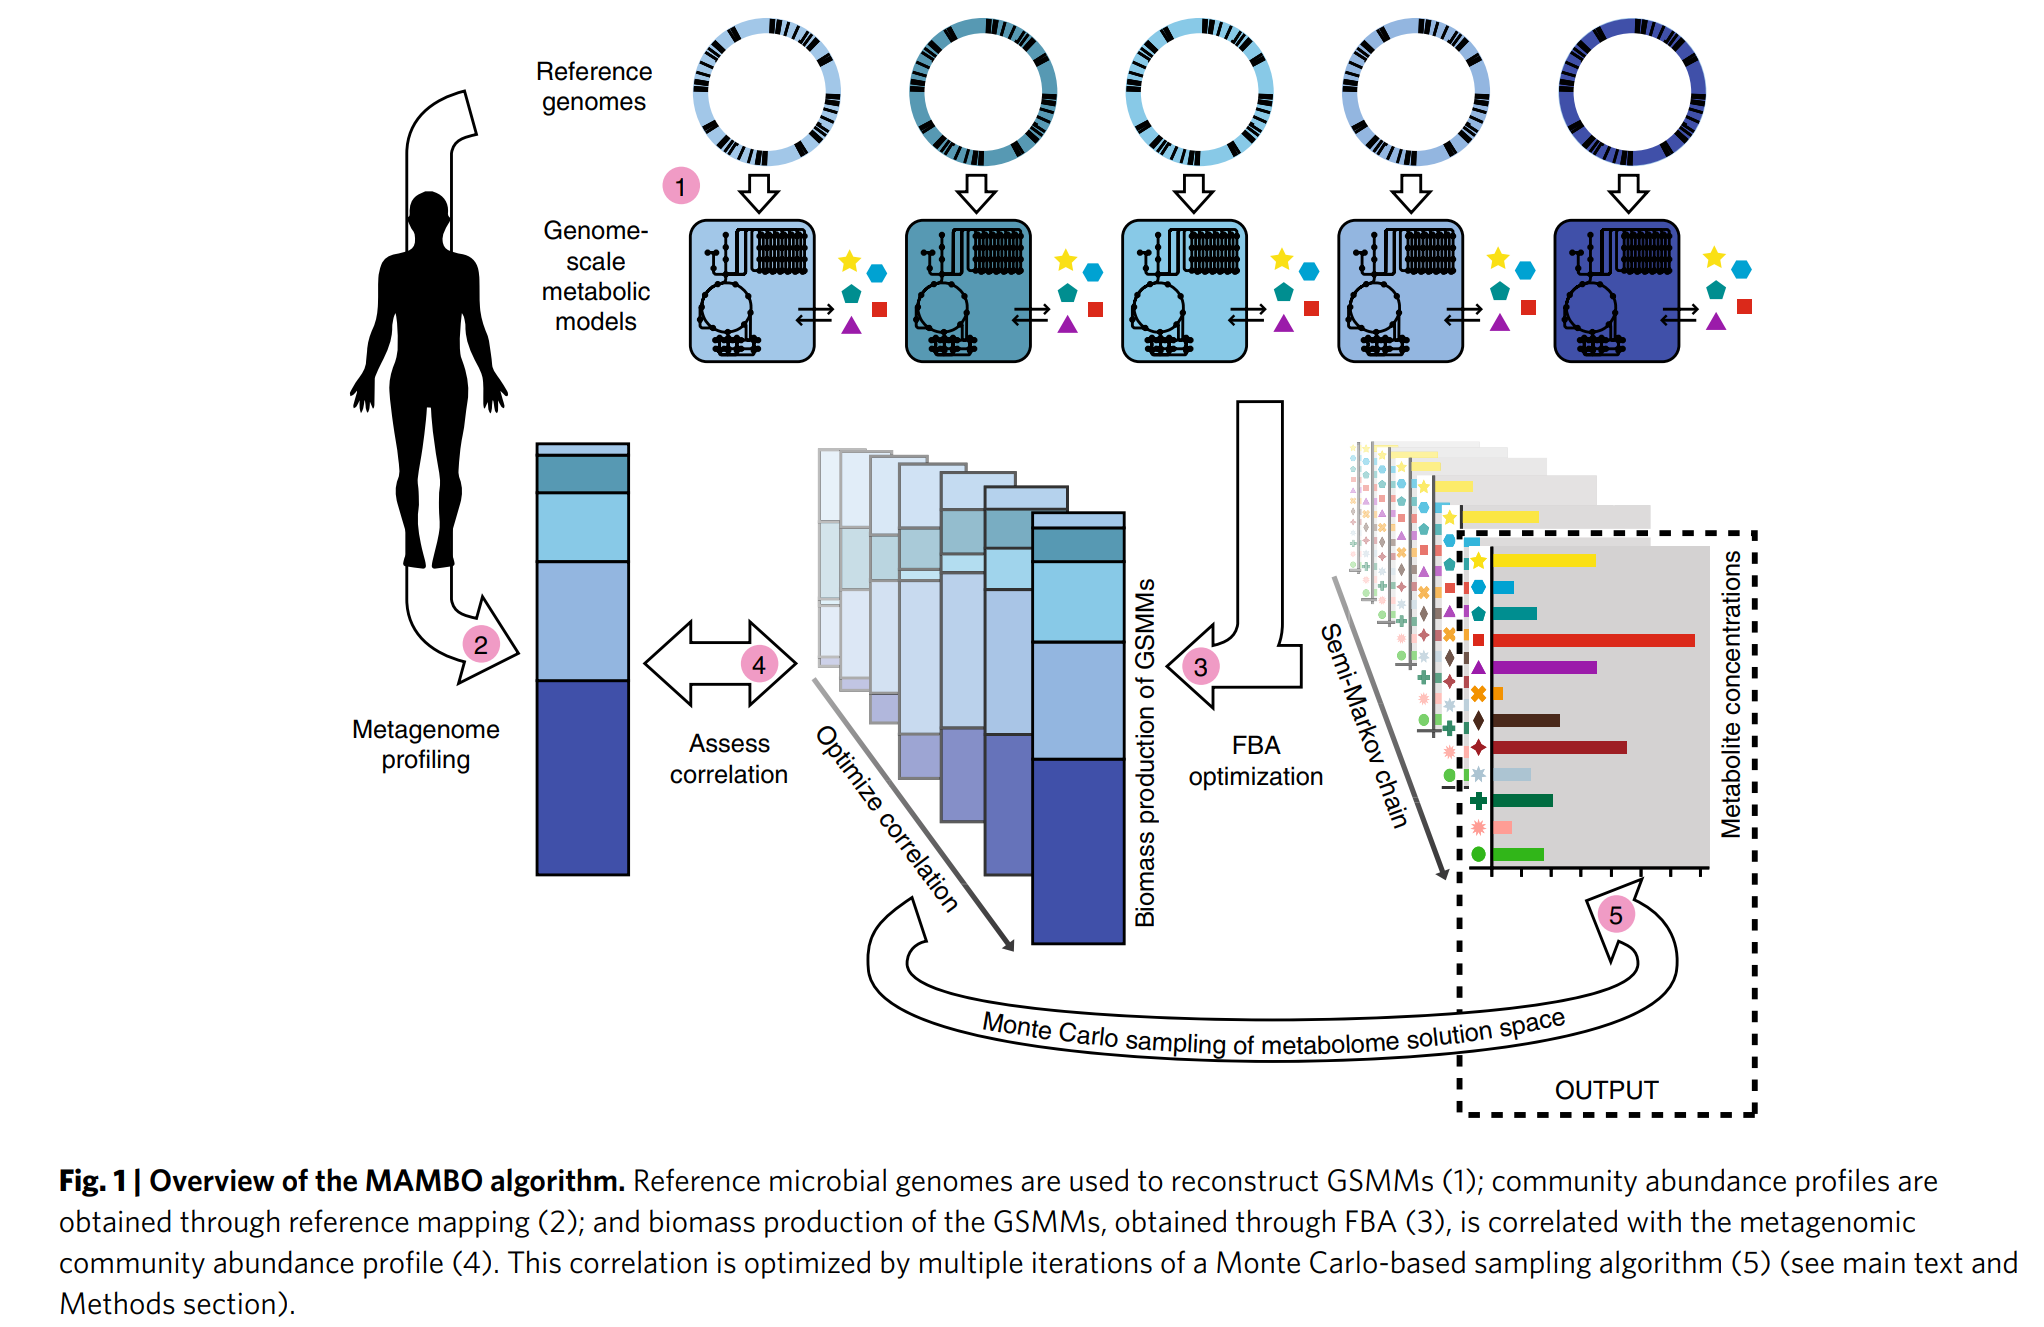 Reference
genomes
1
Genome-
scale
metabolic
models
2
Metagenome
profiling
4
Assess
correlation
Optimize correlation
Biomass production of GSMMs
3
FBA
optimization
Semi-Markov chain
Metabolite concentrations
5
Monte Carlo sampling of metabolome solution space
OUTPUT
Fig. 1 | Overview of the MAMBO algorithm. Reference microbial genomes are used to reconstruct GSMMs (1); community abundance profiles are
obtained through reference mapping (2); and biomass production of the GSMMs, obtained through FBA (3), is correlated with the metagenomic
community abundance profile (4). This correlation is optimized by multiple iterations of a Monte Carlo-based sampling algorithm (5) (see main text and
Methods section).